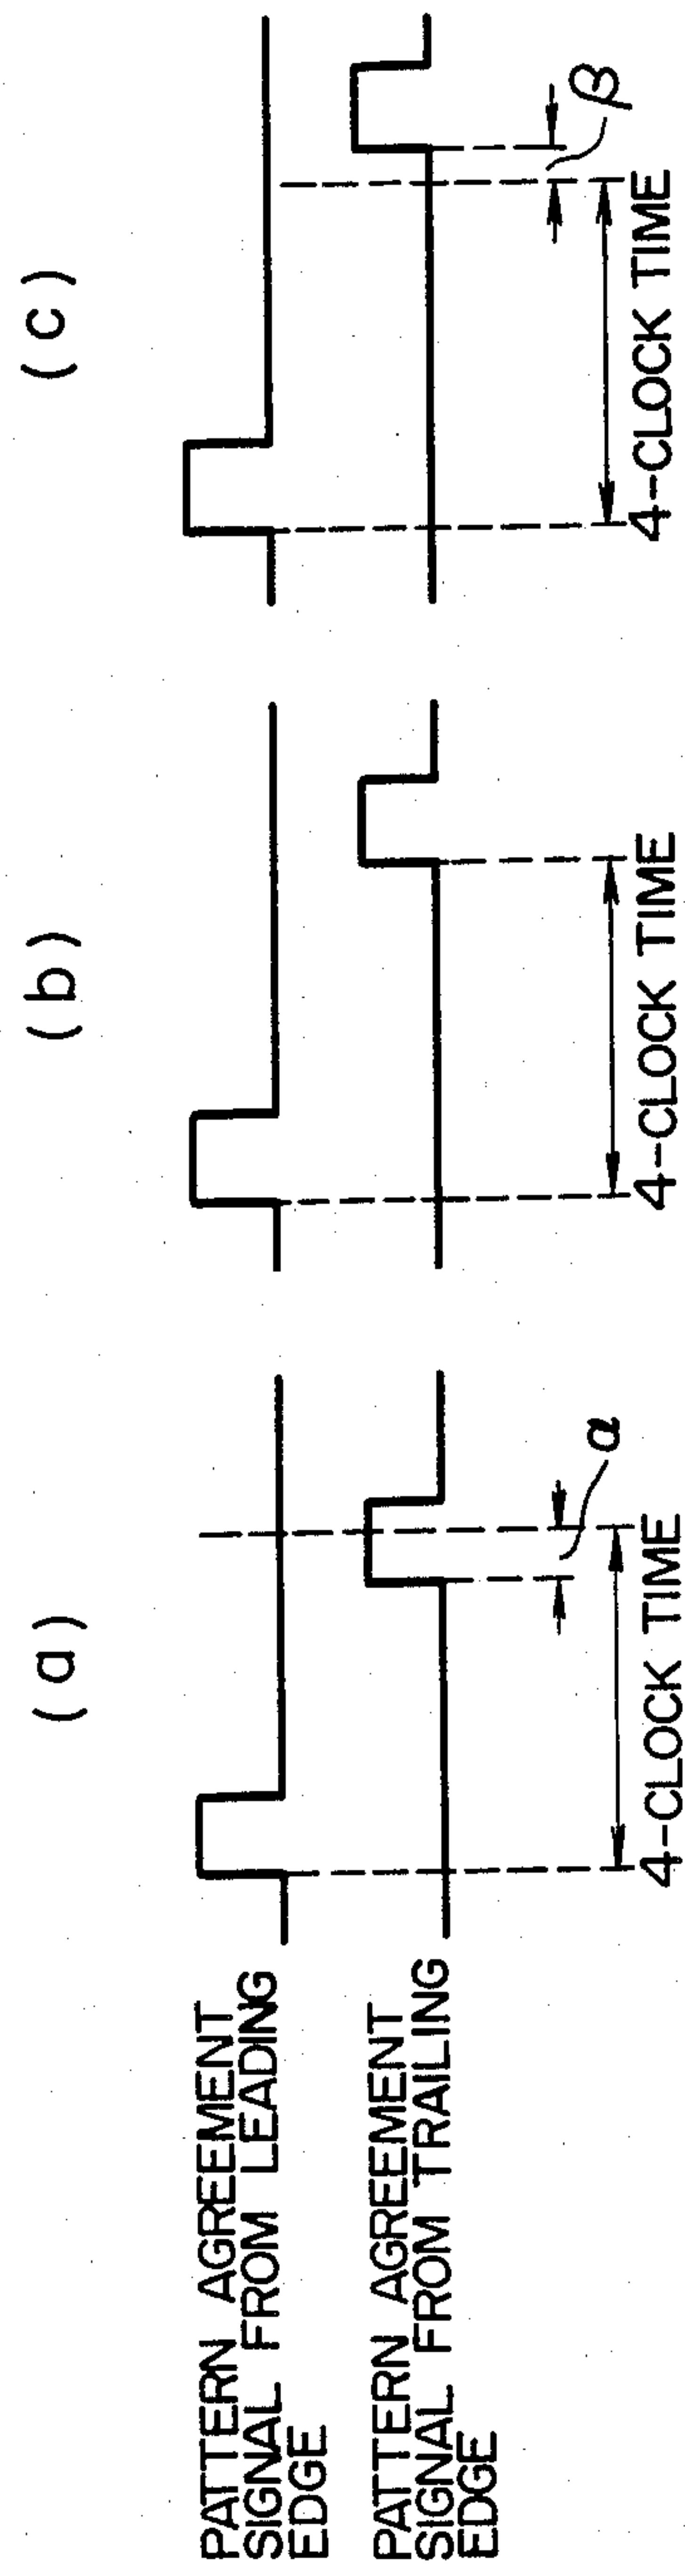 (a)
(b)
(c)
PATTERN AGREEMENT
SIGNAL FROM LEADING
EDGE
PATTERN AGREEMENT
SIGNAL FROM TRAILING
EDGE
α
β
4-CLOCK TIME
4-CLOCK TIME
4-CLOCK TIME